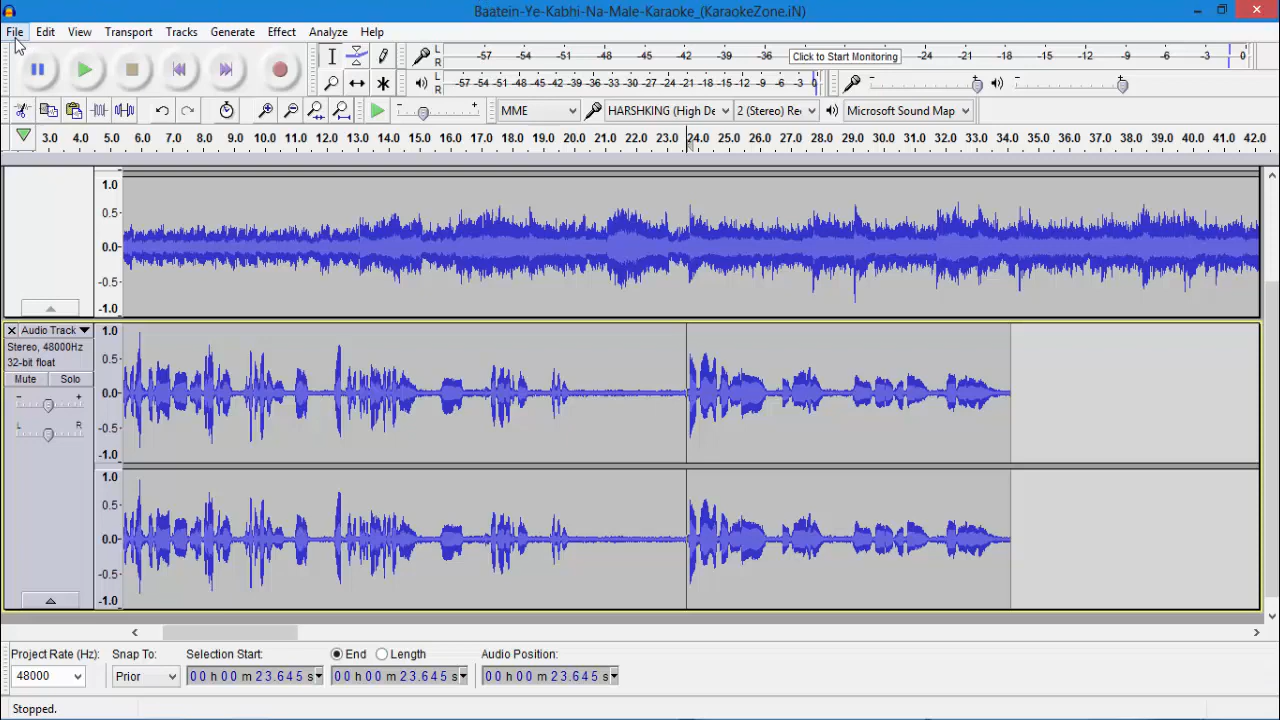 Baatein-Ye-Kabhi-Na-Male-Karaoke_(KaraokeZone.iN)
File Edit View Transport Tracks Generate Effect Analyze Help
L R -57 -48 -42 -36 -30 -24 Click to Start Monitoring -18 -12 -6 0
L R -57 -54 -51 -48 -45 -42 -39 -36 -33 -30 -27 -24 -21 -18 -15 -12 -9 -6 -3 0 - + - +
- + MME HARSHKING (High De 2 (Stereo) Re Microsoft Sound Map
3.0 4.0 5.0 6.0 7.0 8.0 9.0 10.0 11.0 12.0 13.0 14.0 15.0 16.0 17.0 18.0 19.0 20.0 21.0 22.0 23.0 24.0 25.0 26.0 27.0 28.0 29.0 30.0 31.0 32.0 33.0 34.0 35.0 36.0 37.0 38.0 39.0 40.0 41.0 42.0
1.0
0.5
0.0
-0.5
-1.0
Audio Track 1.0
Stereo, 48000Hz
32-bit float 0.5
Mute Solo
- + 0.0
L R -0.5
-1.0
1.0
0.5
0.0
-0.5
-1.0
Project Rate (Hz): Snap To: Selection Start: End Length Audio Position:
48000 Prior 00 h 00 m 23.645 s 00 h 00 m 23.645 s 00 h 00 m 23.645 s
Stopped.